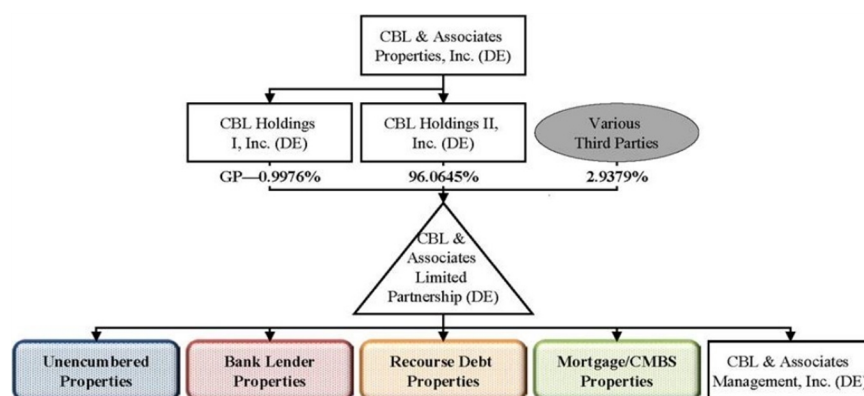 CBL & Associates
Properties, Inc. (DE)
CBL Holdings
I, Inc. (DE)
CBL Holdings II,
Inc. (DE)
Various
Third Parties
GP—0.9976%
96.0645%
2.9379%
CBL &
Associates
Limited
Partnership (DE)
Unencumbered
Properties
Bank Lender
Properties
Recourse Debt
Properties
Mortgage/CMBS
Properties
CBL & Associates
Management, Inc. (DE)